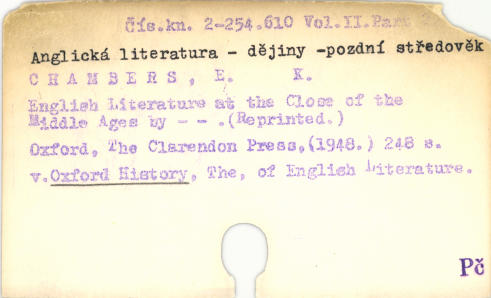 Čís.kn. 2-254.610 Vol.II.Part
Anglická literatura - dějiny -pozdní středověk
C H A M B E R S , E. K.
English Literature at the Close of the
Middle Ages by - - .(Reprinted.)
Oxford, The Clarendon Press,(1948.) 248 s.
v.Oxford History, The, of English Literature.
Pč